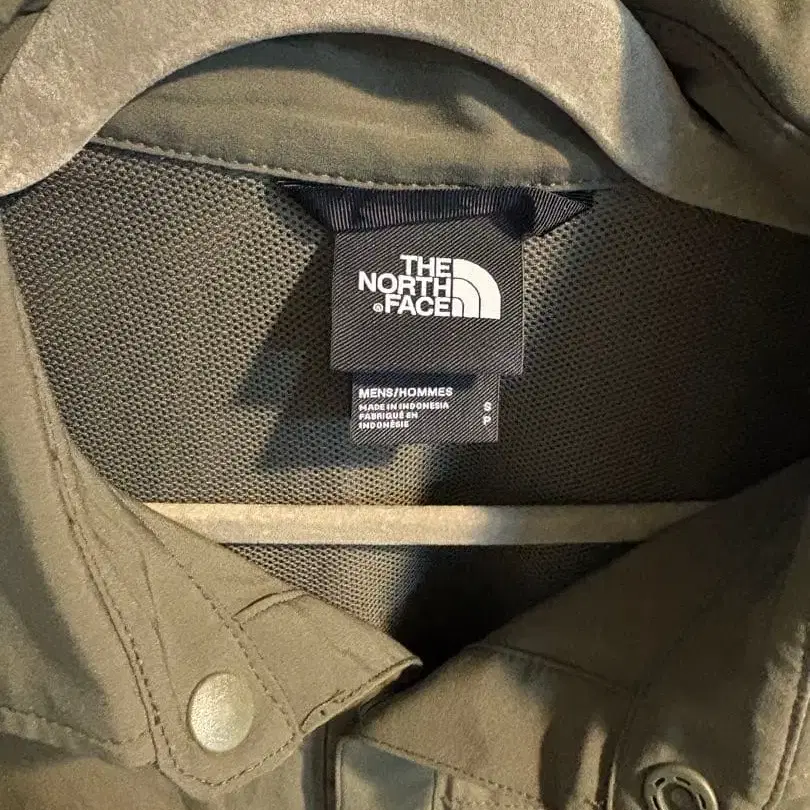 THE
NORTH
® FACE
MENS/HOMMES
MADE IN INDONESIA
FABRIQUÉ EN
INDONÉSIE
S
P